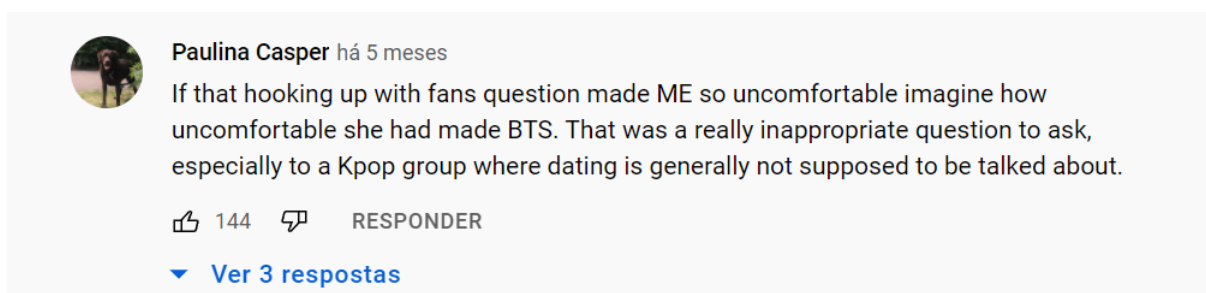 Paulina Casper há 5 meses
If that hooking up with fans question made ME so uncomfortable imagine how
uncomfortable she had made BTS. That was a really inappropriate question to ask,
especially to a Kpop group where dating is generally not supposed to be talked about.
144 RESPONDER
Ver 3 respostas